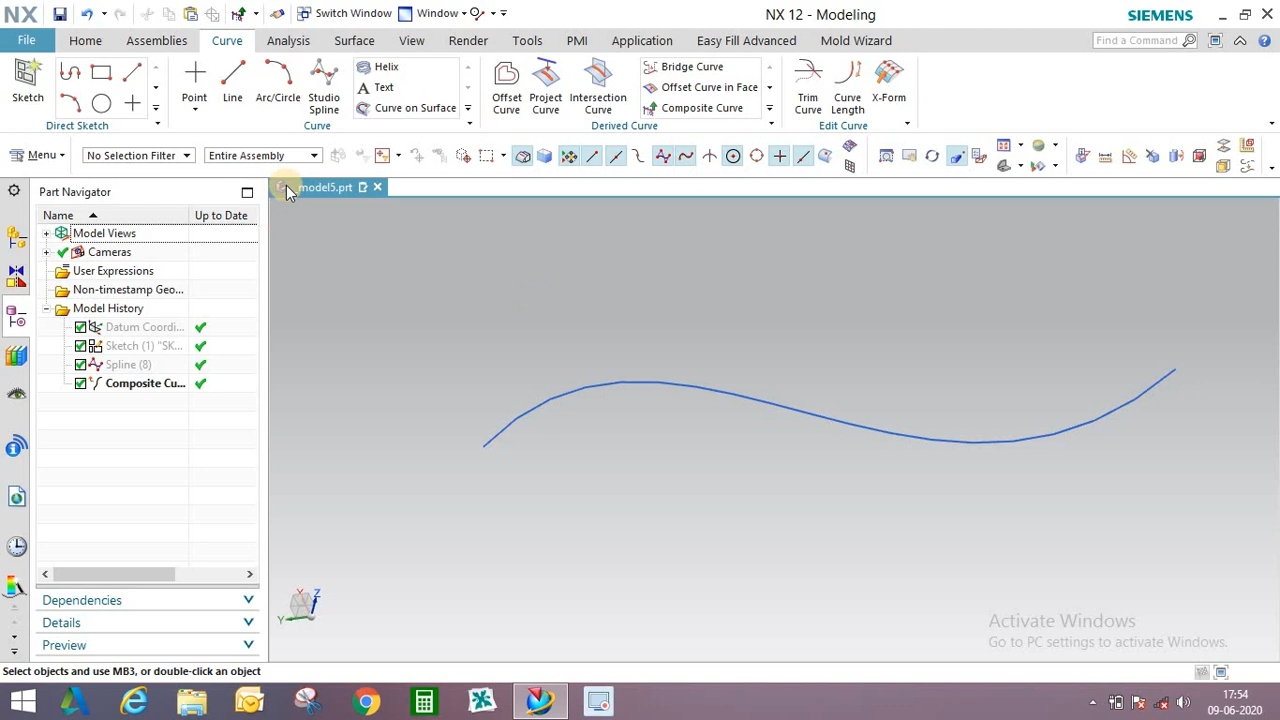 NX
Switch Window
Window
NX 12 - Modeling
SIEMENS
File
Home
Assemblies
Curve
Analysis
Surface
View
Render
Tools
PMI
Application
Easy Fill Advanced
Mold Wizard
Find a Command
Sketch
Direct Sketch
Point
Line
Arc/Circle
Studio
Spline
Helix
Text
Curve on Surface
Curve
Offset
Curve
Project
Curve
Intersection
Curve
Bridge Curve
Offset Curve in Face
Composite Curve
Derived Curve
Trim
Curve
Curve
Length
X-Form
Edit Curve
Menu
No Selection Filter
Entire Assembly
Part Navigator
model5.prt
Name
Up to Date
Model Views
Cameras
User Expressions
Non-timestamp Geo...
Model History
Datum Coordi...
Sketch (1) "SK...
Spline (8)
Composite Cu...
Dependencies
Details
Preview
X
Z
Y
Activate Windows
Go to PC settings to activate Windows.
Select objects and use MB3, or double-click an object
17:54
09-06-2020